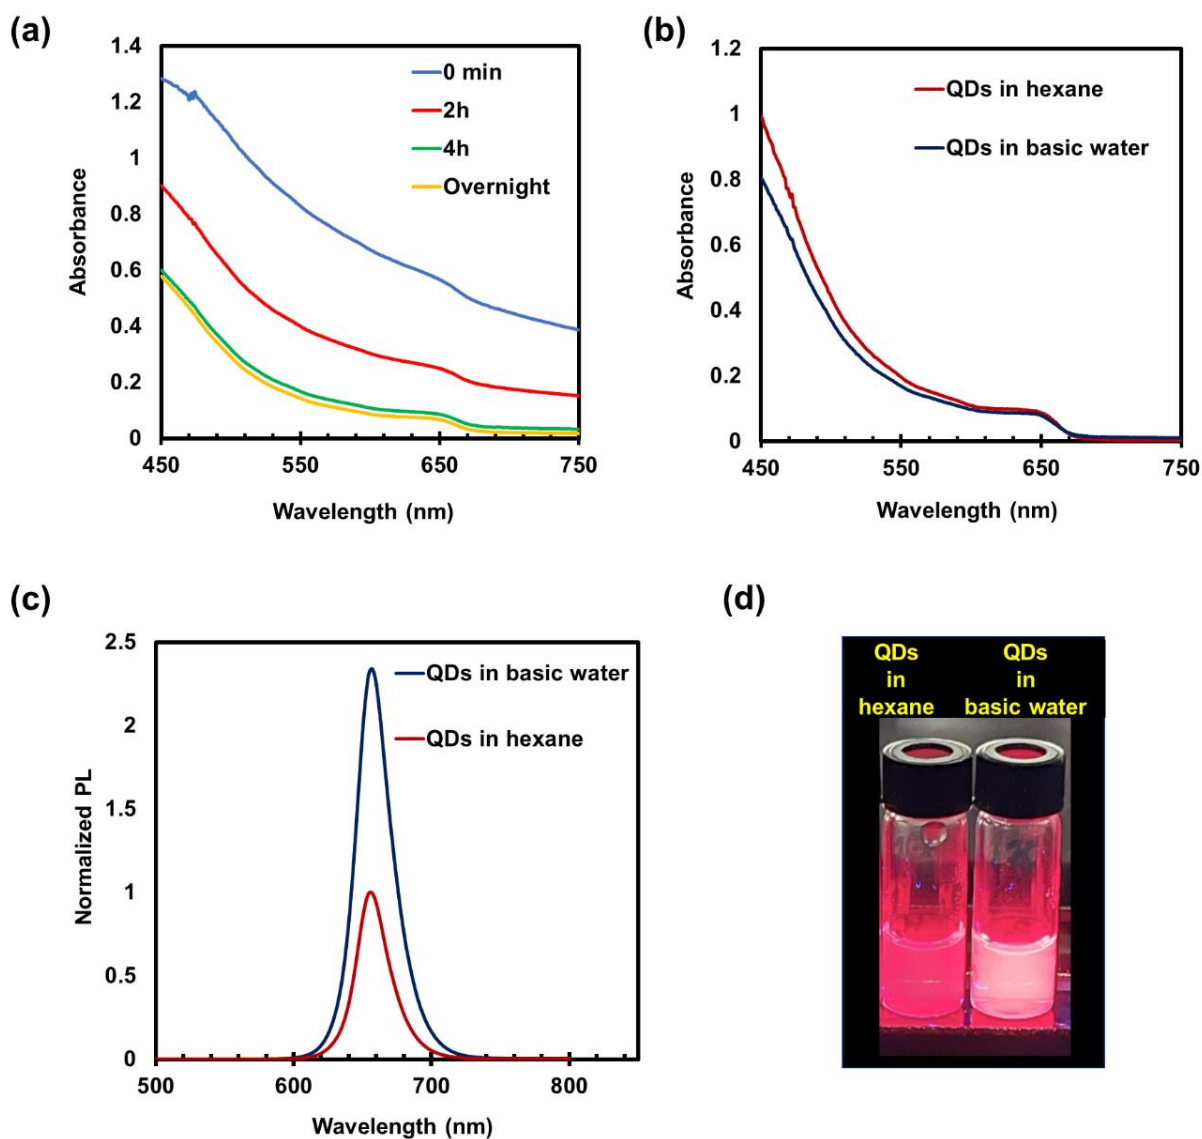 (a)
1.4
1.2
1
0.8
0.6
0.4
0.2
0
450
550
650
750
Absorbance
Wavelength (nm)
0 min
2h
4h
Overnight
(b)
1.2
1
0.8
0.6
0.4
0.2
0
450
550
650
750
Absorbance
Wavelength (nm)
QDs in hexane
QDs in basic water
(c)
2.5
2
1.5
1
0.5
0
500
600
700
800
Normalized PL
Wavelength (nm)
QDs in basic water
QDs in hexane
(d)
QDs
in
hexane
QDs
in
basic water